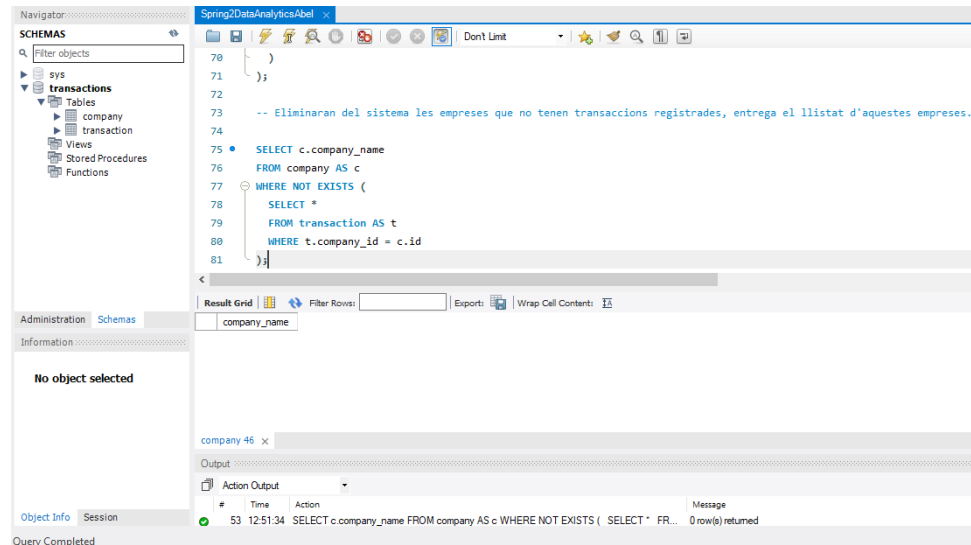 Navigator
SCHEMAS
Filter objects
sys
transactions
Tables
company
transaction
Views
Stored Procedures
Functions
Administration Schemas
Information
No object selected
Object Info Session
Query Completed
Spring2DataAnalyticsAbel
Don't Limit
70 )
71 );
72
73 -- Eliminaran del sistema les empreses que no tenen transaccions registrades, entrega el llistat d'aquestes empreses.
74
75 SELECT c.company_name
76 FROM company AS c
77 WHERE NOT EXISTS (
78 SELECT *
79 FROM transaction AS t
80 WHERE t.company_id = c.id
81 );
Result Grid Filter Rows: Export: Wrap Cell Content:
company_name
company 46
Output
Action Output
# Time Action Message
53 12:51:34 SELECT c.company_name FROM company AS c WHERE NOT EXISTS ( SELECT * FR... 0 row(s) returned